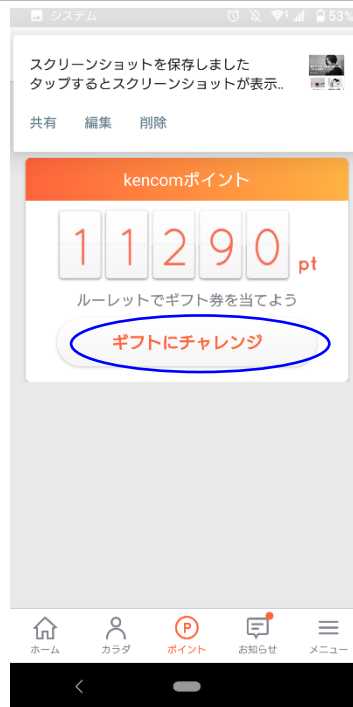 システム 53%
スクリーンショットを保存しました
タップするとスクリーンショットが表示..
共有 編集 削除
kencomポイント
11290 pt
ルーレットでギフト券を当てよう
ギフトにチャレンジ
P
ホーム カラダ ポイント お知らせ メニュー